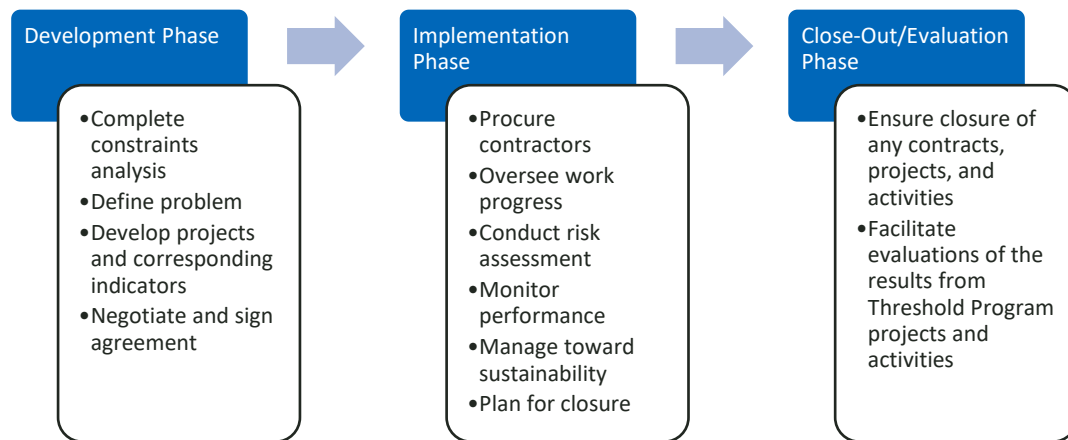 Development Phase
•Complete
constraints
analysis
•Define problem
•Develop projects
and corresponding
indicators
•Negotiate and sign
agreement
Implementation
Phase
•Procure
contractors
•Oversee work
progress
•Conduct risk
assessment
•Monitor
performance
•Manage toward
sustainability
•Plan for closure
Close-Out/Evaluation
Phase
•Ensure closure of
any contracts,
projects, and
activities
•Facilitate
evaluations of the
results from
Threshold Program
projects and
activities